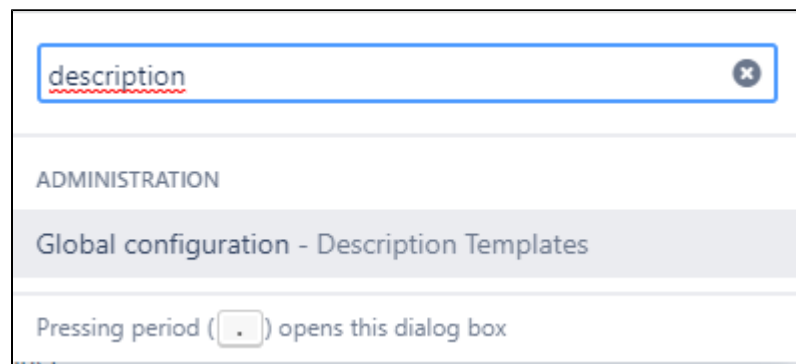 description
ADMINISTRATION
Global configuration - Description Templates
Pressing period ( . ) opens this dialog box